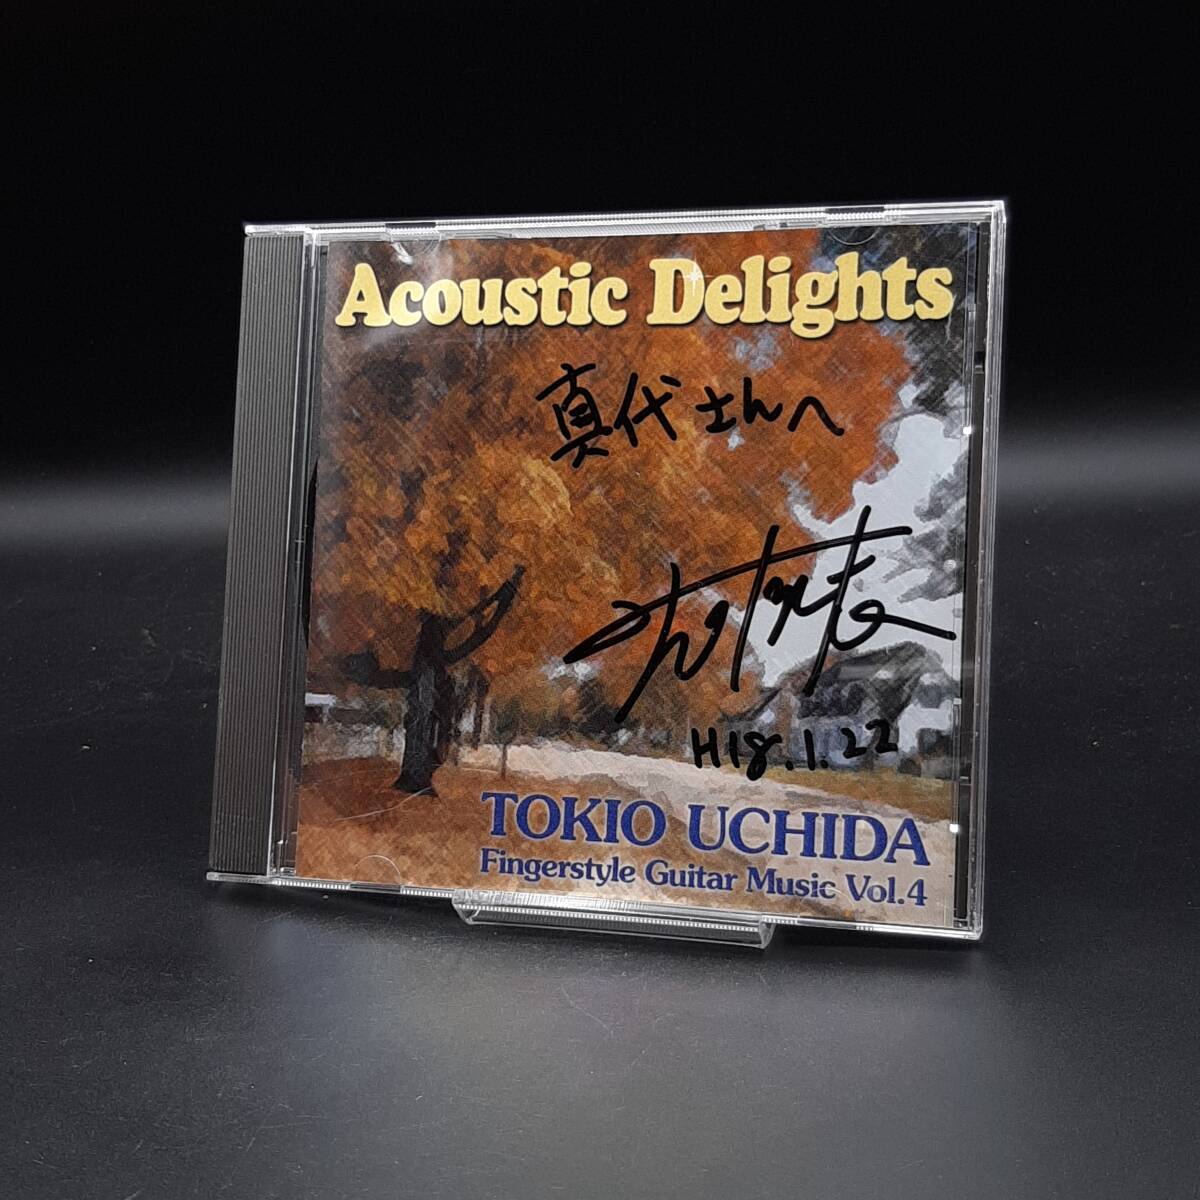 Acoustic Delights
真代さんへ
H18.1.22
TOKIO UCHIDA
Fingerstyle Guitar Music Vol.4